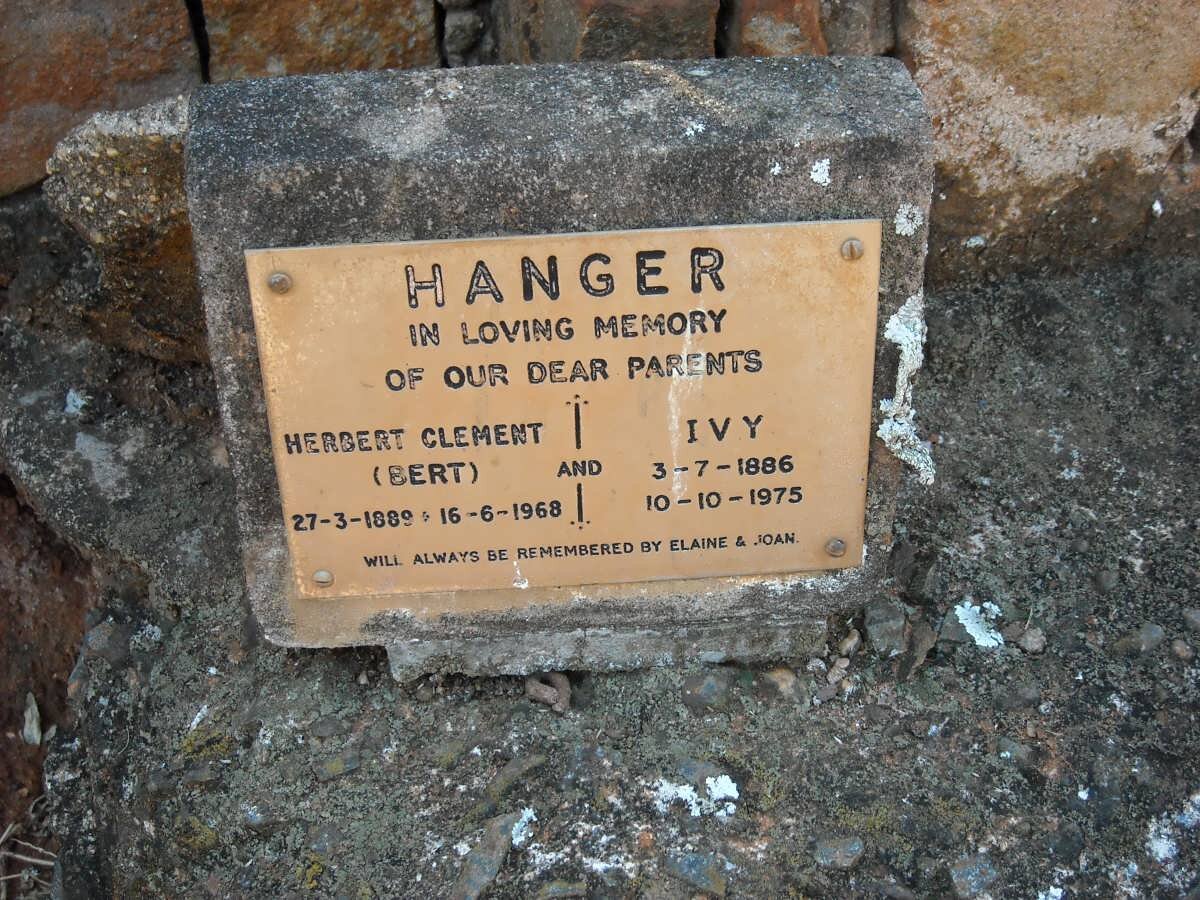 HANGER
IN LOVING MEMORY
OF OUR DEAR PARENTS
HERBERT CLEMENT
(BERT)
27-3-1889 + 16-6-1968
AND
IVY
3-7-1886
10-10-1975
WILL ALWAYS BE REMEMBERED BY ELAINE & JOAN.